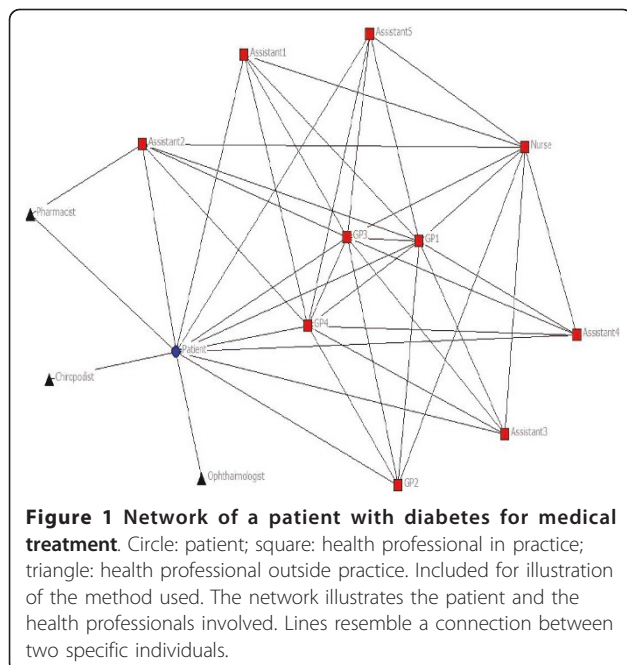 Assistant5
Assistant1
Assistant2
Nurse
Pharmacist
GP3
GP1
GP4
Assistant4
Patient
Chiropodist
Assistant3
Ophthalmologist
GP2
Figure 1 Network of a patient with diabetes for medical
treatment. Circle: patient; square: health professional in practice;
triangle: health professional outside practice. Included for illustration
of the method used. The network illustrates the patient and the
health professionals involved. Lines resemble a connection between
two specific individuals.